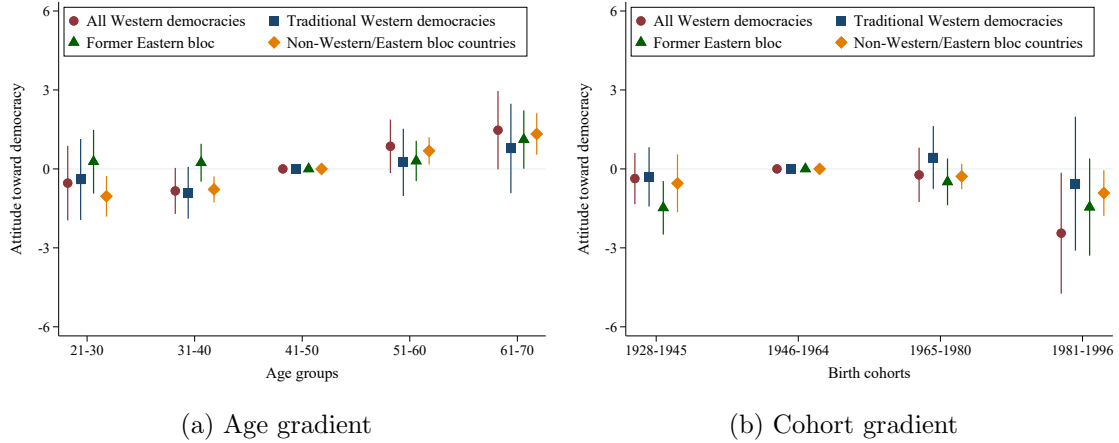 All Western democracies
Traditional Western democracies
Former Eastern bloc
Non-Western/Eastern bloc countries
Attitude toward democracy
6
3
0
-3
-6
21-30
31-40
41-50
51-60
61-70
Age groups
(a) Age gradient
All Western democracies
Traditional Western democracies
Former Eastern bloc
Non-Western/Eastern bloc countries
Attitude toward democracy
6
3
0
-3
-6
1928-1945
1946-1964
1965-1980
1981-1996
Birth cohorts
(b) Cohort gradient